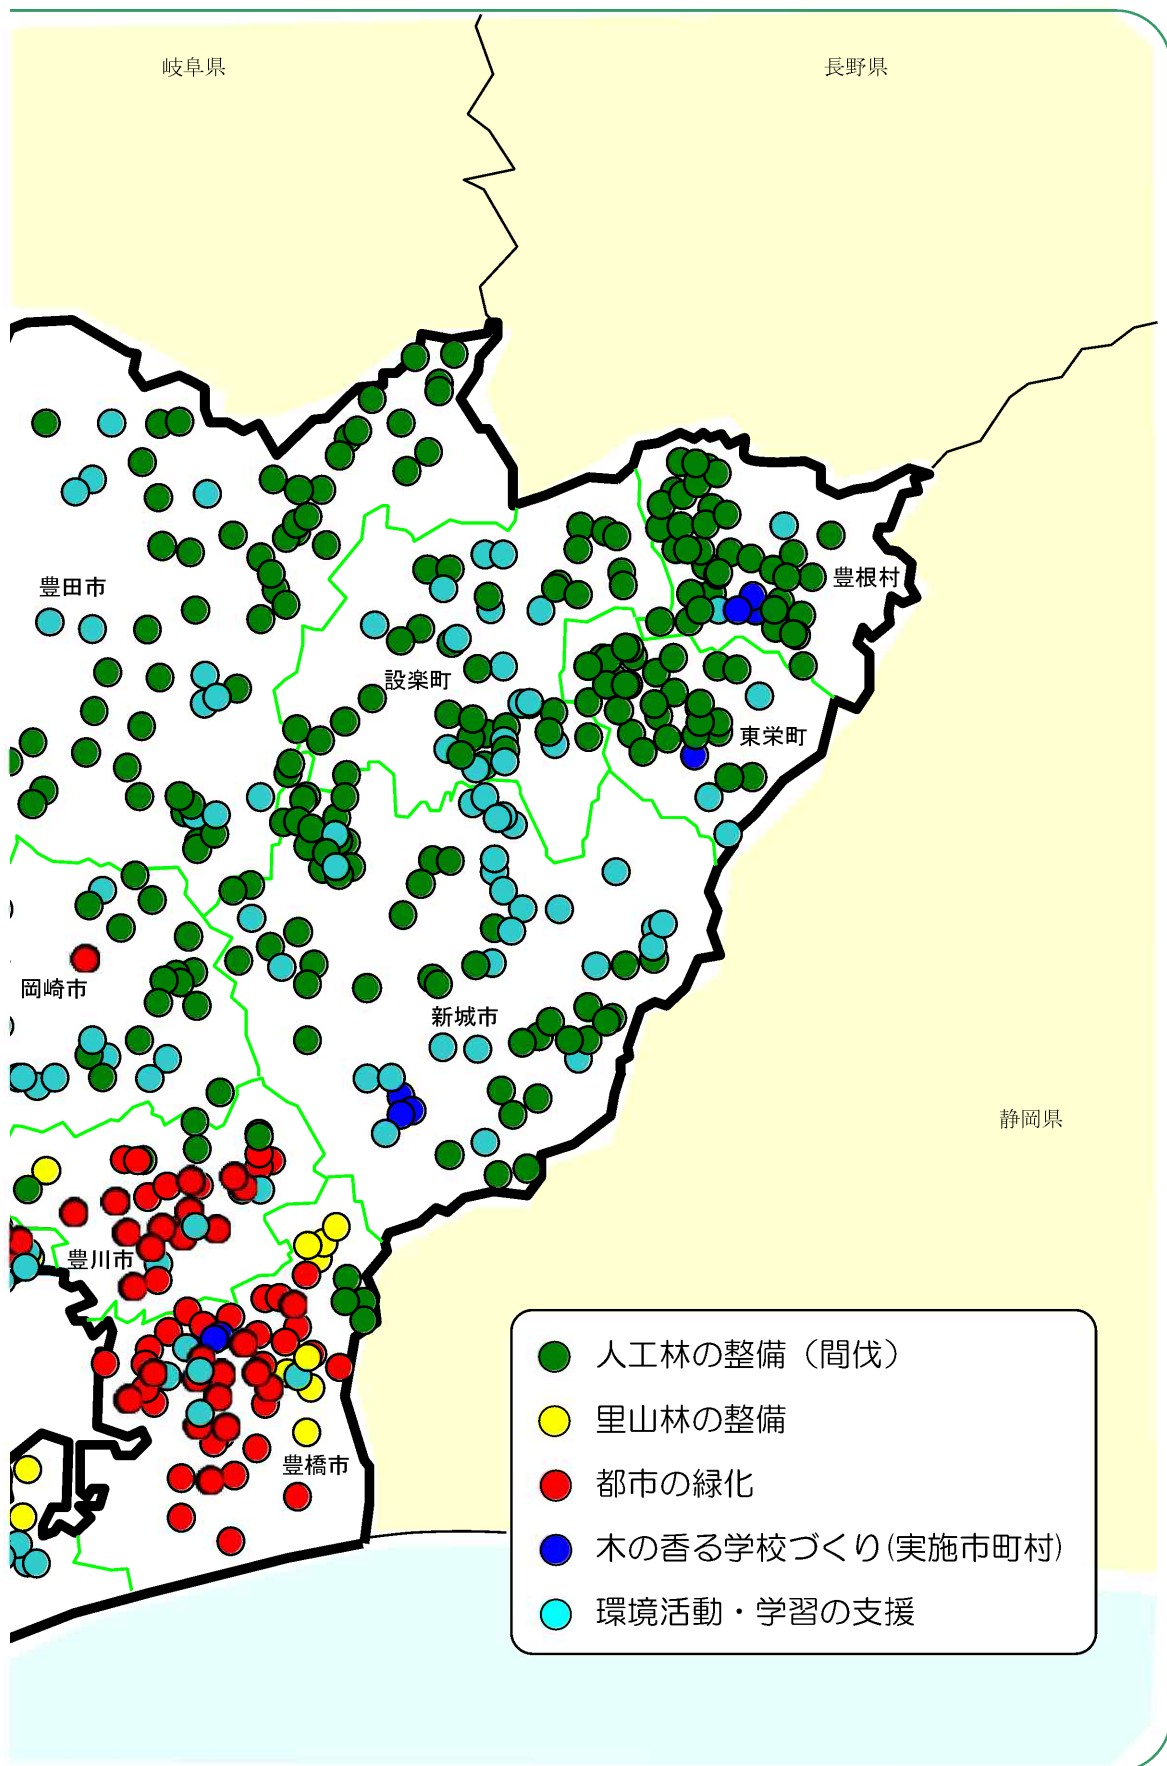 岐阜県
長野県
豊田市
豊根村
設楽町
東栄町
岡崎市
新城市
静岡県
豊川市
豊橋市
人工林の整備（間伐）
里山林の整備
都市の緑化
木の香る学校づくり(実施市町村)
環境活動・学習の支援